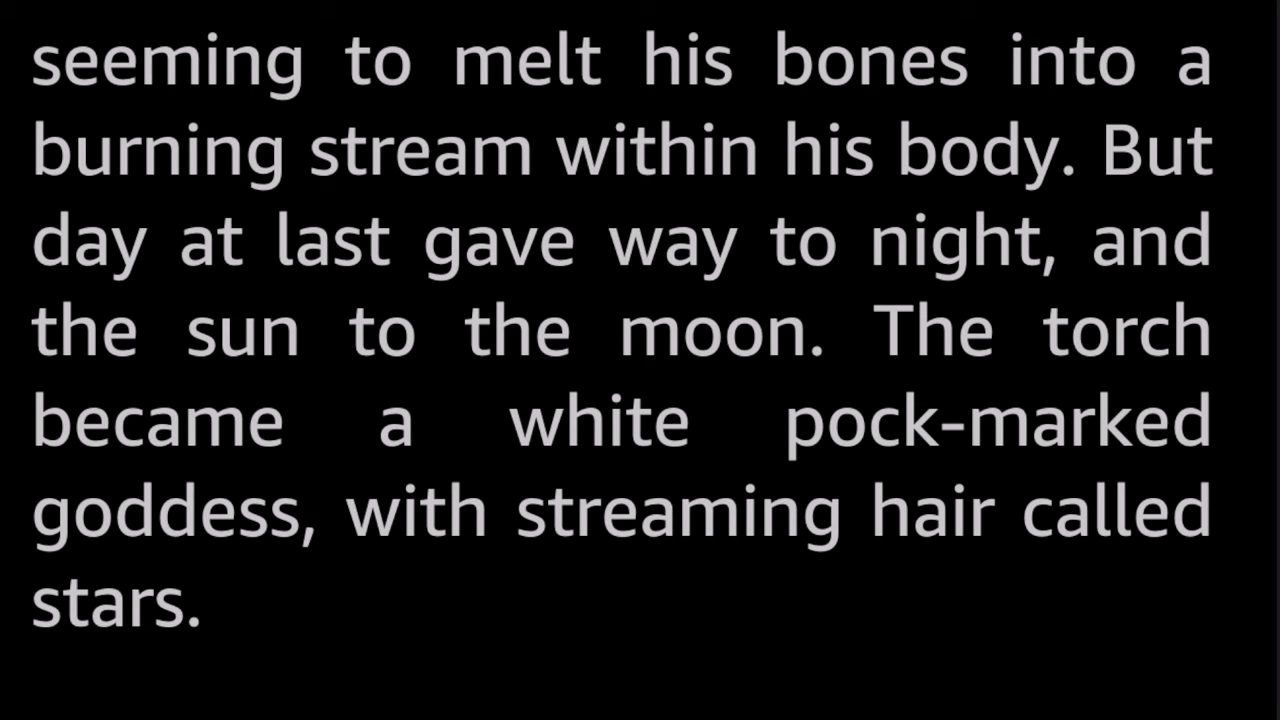 seeming to melt his bones into a
burning stream within his body. But
day at last gave way to night, and
the sun to the moon. The torch
became a white pock-marked
goddess, with streaming hair called
stars.